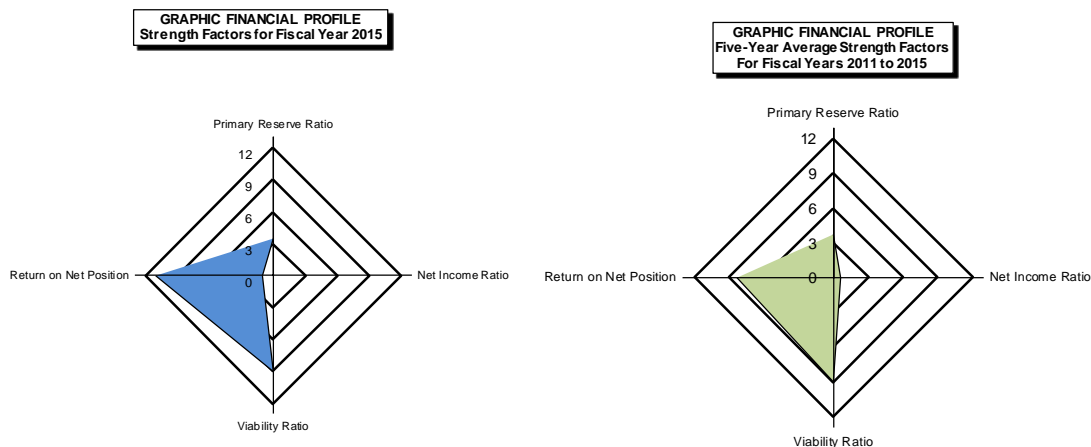 GRAPHIC FINANCIAL PROFILE
Strength Factors for Fiscal Year 2015
Primary Reserve Ratio
12
9
6
3
0
Return on Net Position
Net Income Ratio
Viability Ratio
GRAPHIC FINANCIAL PROFILE
Five-Year Average Strength Factors
For Fiscal Years 2011 to 2015
Primary Reserve Ratio
12
9
6
3
0
Return on Net Position
Net Income Ratio
Viability Ratio